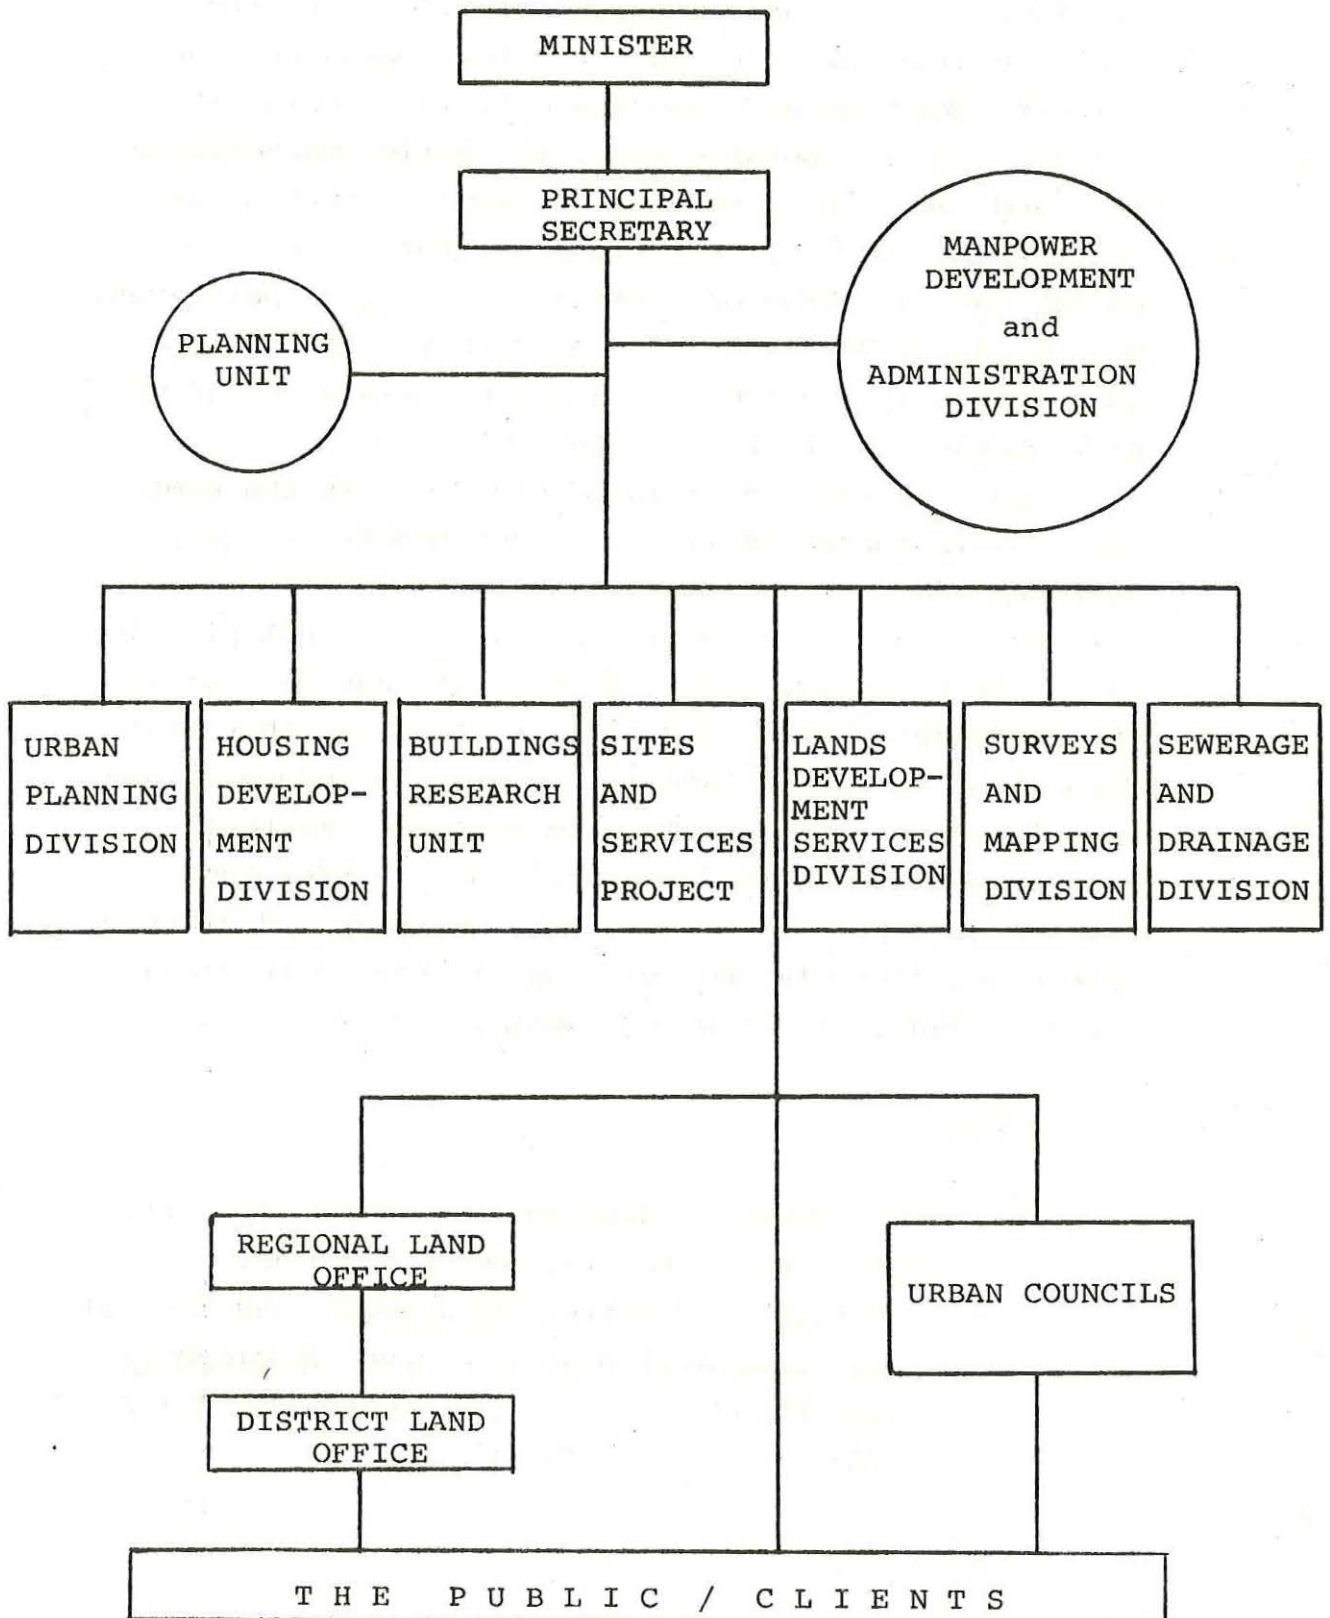 MINISTER
PRINCIPAL
SECRETARY
MANPOWER
DEVELOPMENT
and
ADMINISTRATION
DIVISION
PLANNING
UNIT
URBAN
PLANNING
DIVISION
HOUSING
DEVELOP-
MENT
DIVISION
BUILDINGS
RESEARCH
UNIT
SITES
AND
SERVICES
PROJECT
LANDS
DEVELOP-
MENT
SERVICES
DIVISION
SURVEYS
AND
MAPPING
DIVISION
SEWERAGE
AND
DRAINAGE
DIVISION
REGIONAL LAND
OFFICE
URBAN COUNCILS
DISTRICT LAND
OFFICE
THE PUBLIC / CLIENTS